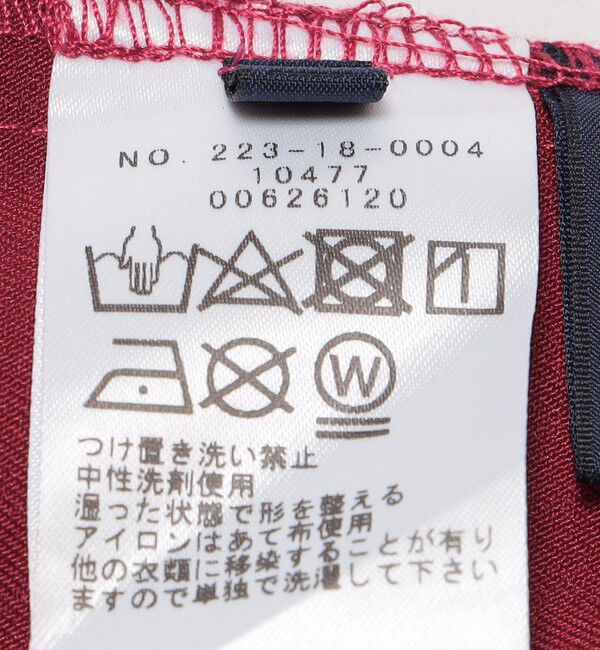 NO. 223-18-0004
10477
00626120
W
つけ置き洗い禁止
中性洗剤使用
湿った状態で形を整える
アイロンはあて布使用
他の衣類に移染することが有り
ますので単独で洗濯して下さい